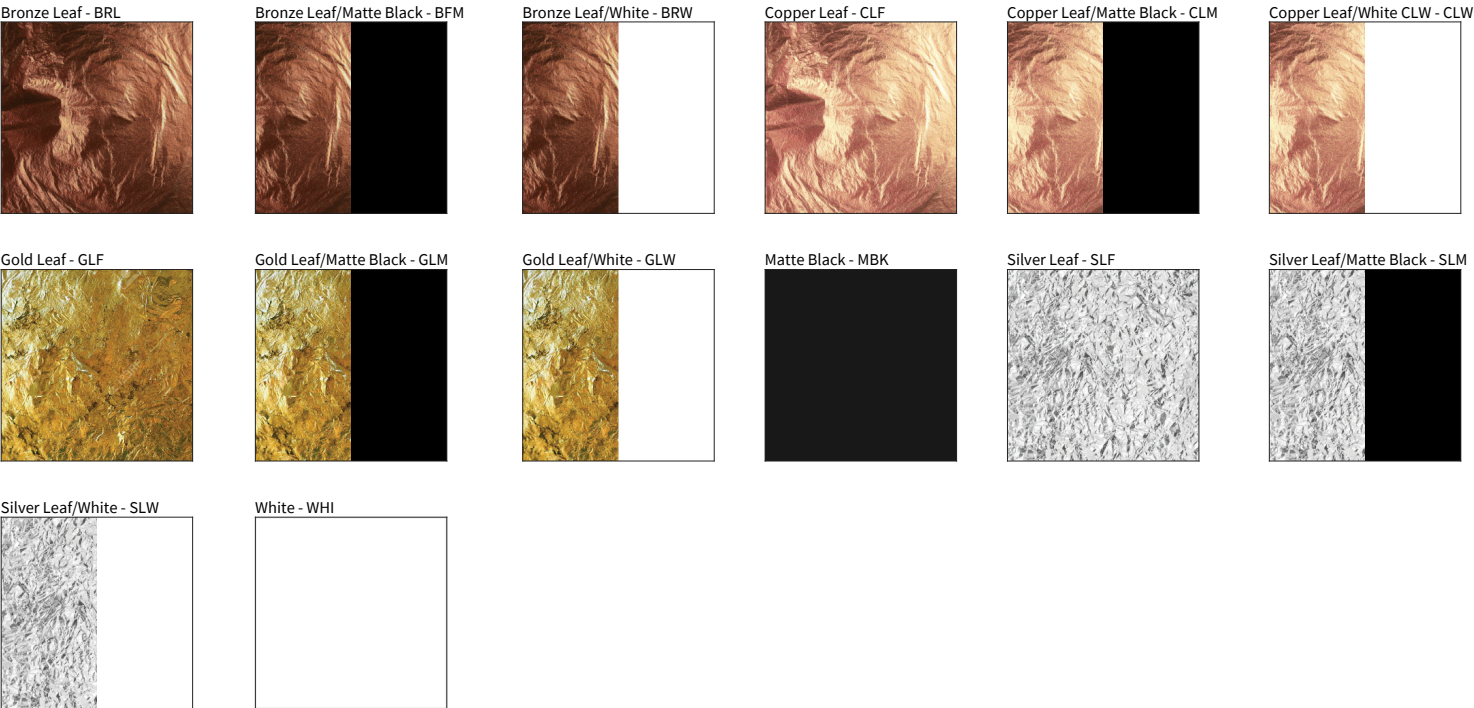 Bronze Leaf - BRL
Bronze Leaf/Matte Black - BFM
Bronze Leaf/White - BRW
Copper Leaf - CLF
Copper Leaf/Matte Black - CLM
Copper Leaf/White CLW - CLW
Gold Leaf - GLF
Gold Leaf/Matte Black - GLM
Gold Leaf/White - GLW
Matte Black - MBK
Silver Leaf - SLF
Silver Leaf/Matte Black - SLM
Silver Leaf/White - SLW
White - WHI